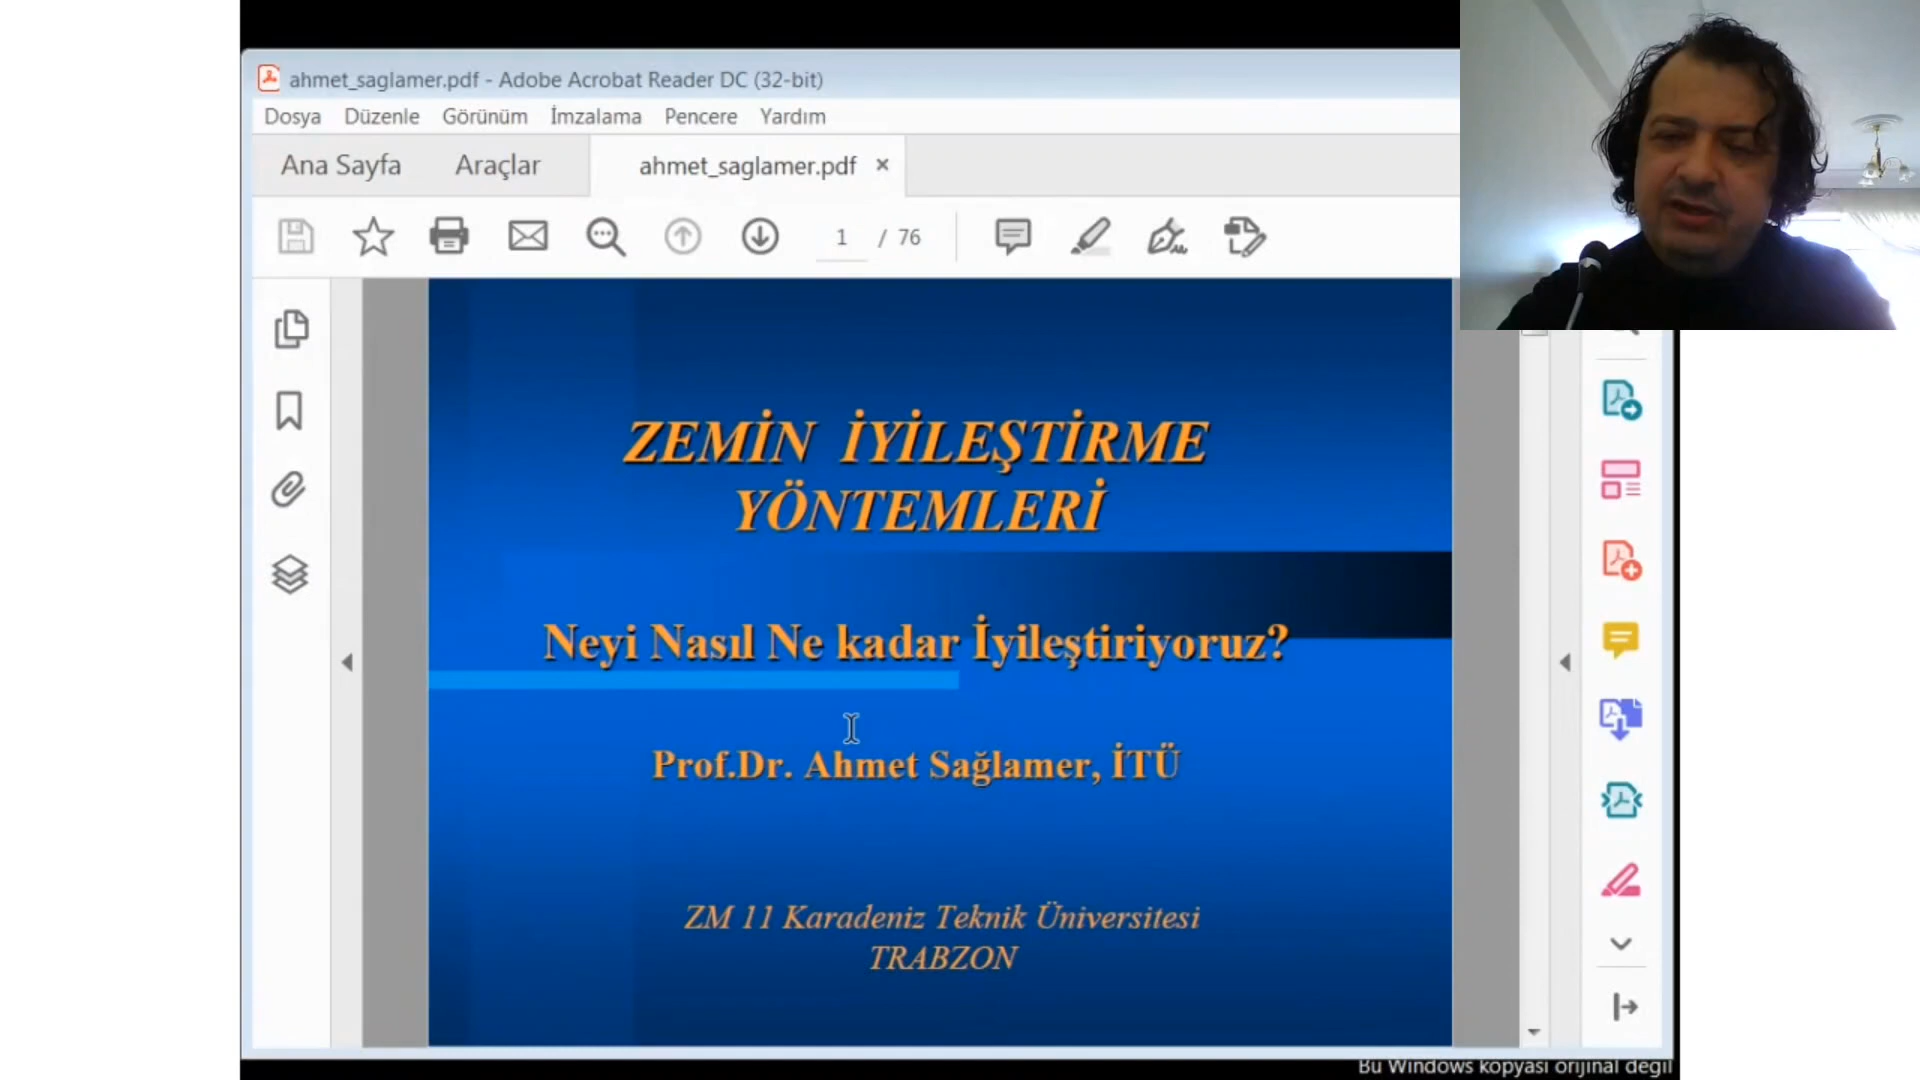 ahmet_saglamer.pdf - Adobe Acrobat Reader DC (32-bit)
Dosya Düzenle Görünüm İmzalama Pencere Yardım
Ana Sayfa Araçlar ahmet_saglamer.pdf ×
1 / 76
ZEMİN İYİLEŞTİRME
YÖNTEMLERİ
Neyi Nasıl Ne kadar İyileştiriyoruz?
Prof.Dr. Ahmet Sağlamer, İTÜ
ZM 11 Karadeniz Teknik Üniversitesi
TRABZON
Bu Windows kopyası orijinal değil